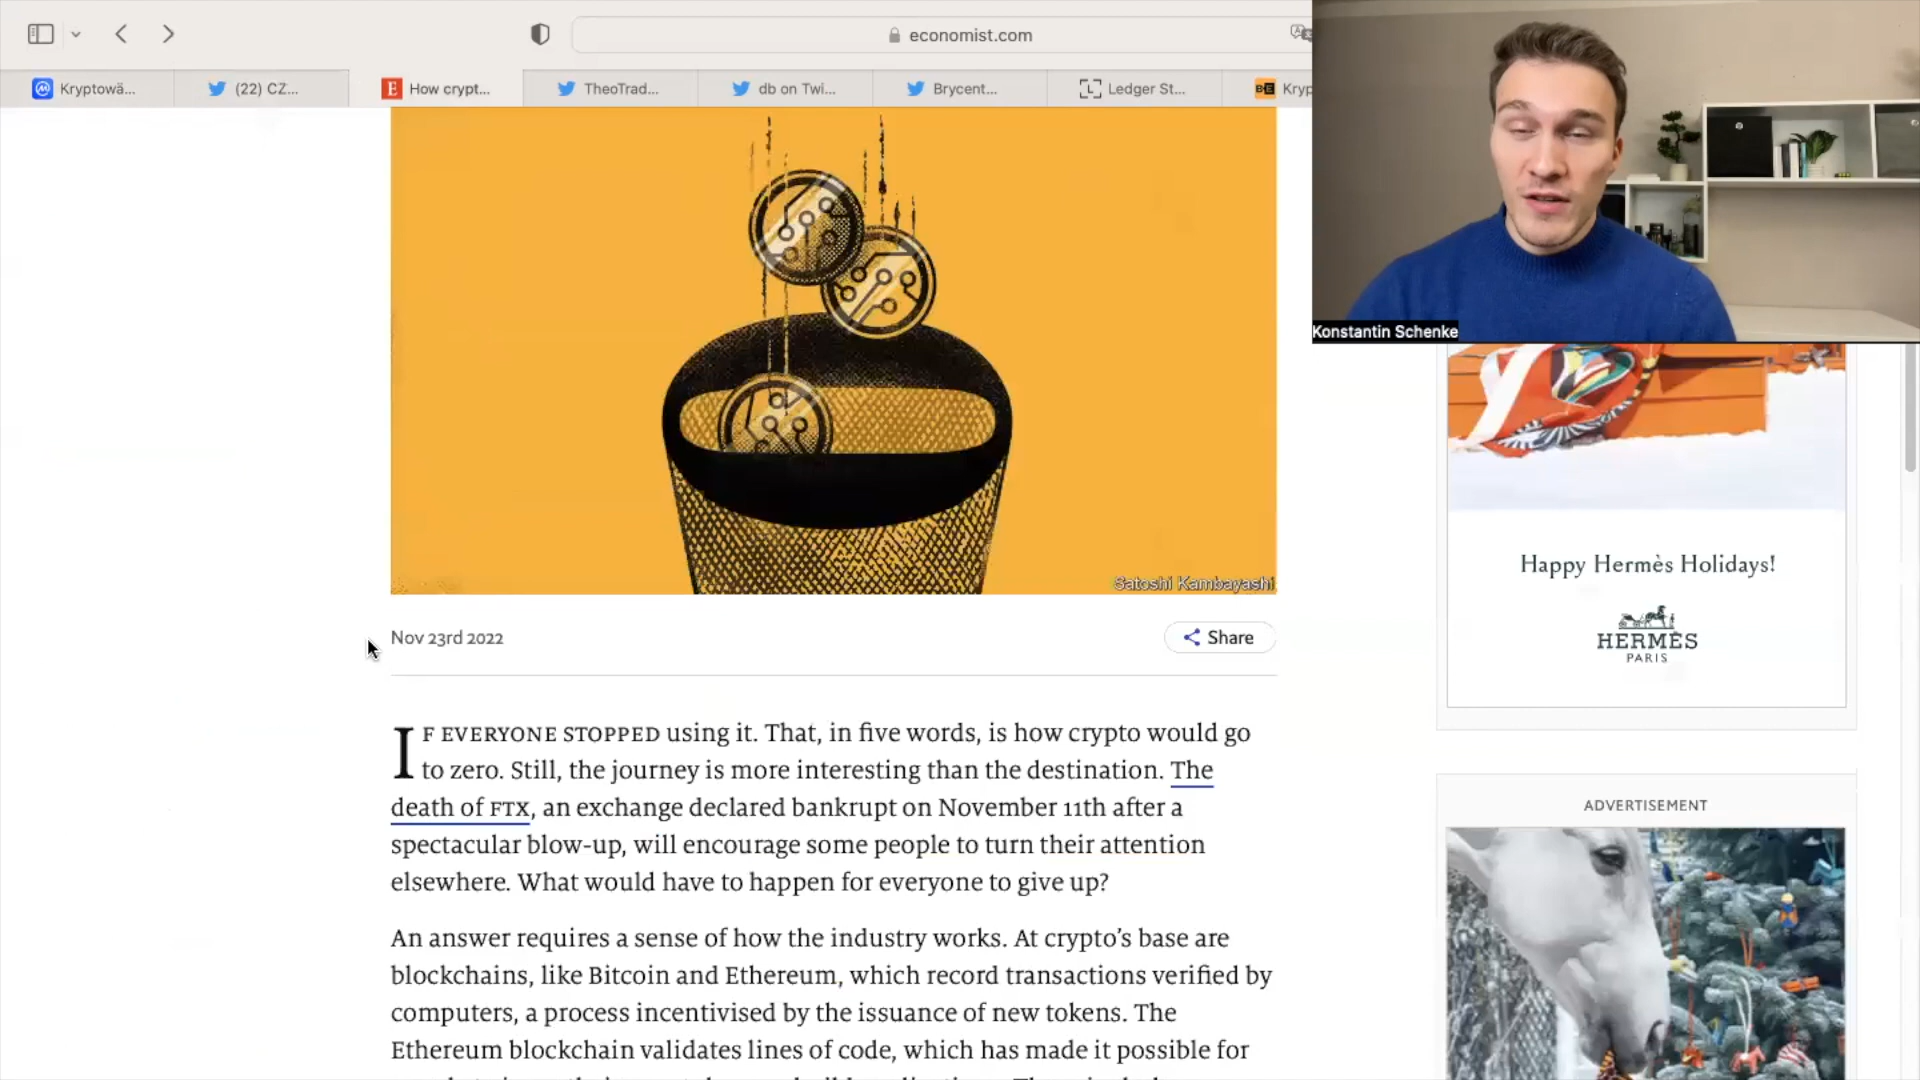 economist.com
Kryptowä...
(22) CZ...
How crypt...
TheoTrad...
db on Twi...
Brycent...
Ledger St...
Kryp
Konstantin Schenke
Satoshi Kambayashi
Nov 23rd 2022
Share
IF EVERYONE STOPPED using it. That, in five words, is how crypto would go
to zero. Still, the journey is more interesting than the destination. The
death of FTX, an exchange declared bankrupt on November 11th after a
spectacular blow-up, will encourage some people to turn their attention
elsewhere. What would have to happen for everyone to give up?
An answer requires a sense of how the industry works. At crypto’s base are
blockchains, like Bitcoin and Ethereum, which record transactions verified by
computers, a process incentivised by the issuance of new tokens. The
Ethereum blockchain validates lines of code, which has made it possible for
Happy Hermès Holidays!
HERMÈS
PARIS
ADVERTISEMENT